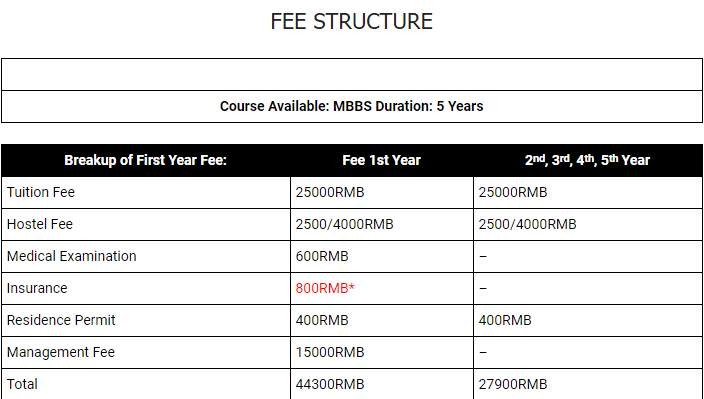 FEE STRUCTURE
Course Available: MBBS Duration: 5 Years
Breakup of First Year Fee: Fee 1st Year 2nd, 3rd, 4th, 5th Year
Tuition Fee 25000RMB 25000RMB
Hostel Fee 2500/4000RMB 2500/4000RMB
Medical Examination 600RMB –
Insurance 800RMB* –
Residence Permit 400RMB 400RMB
Management Fee 15000RMB –
Total 44300RMB 27900RMB